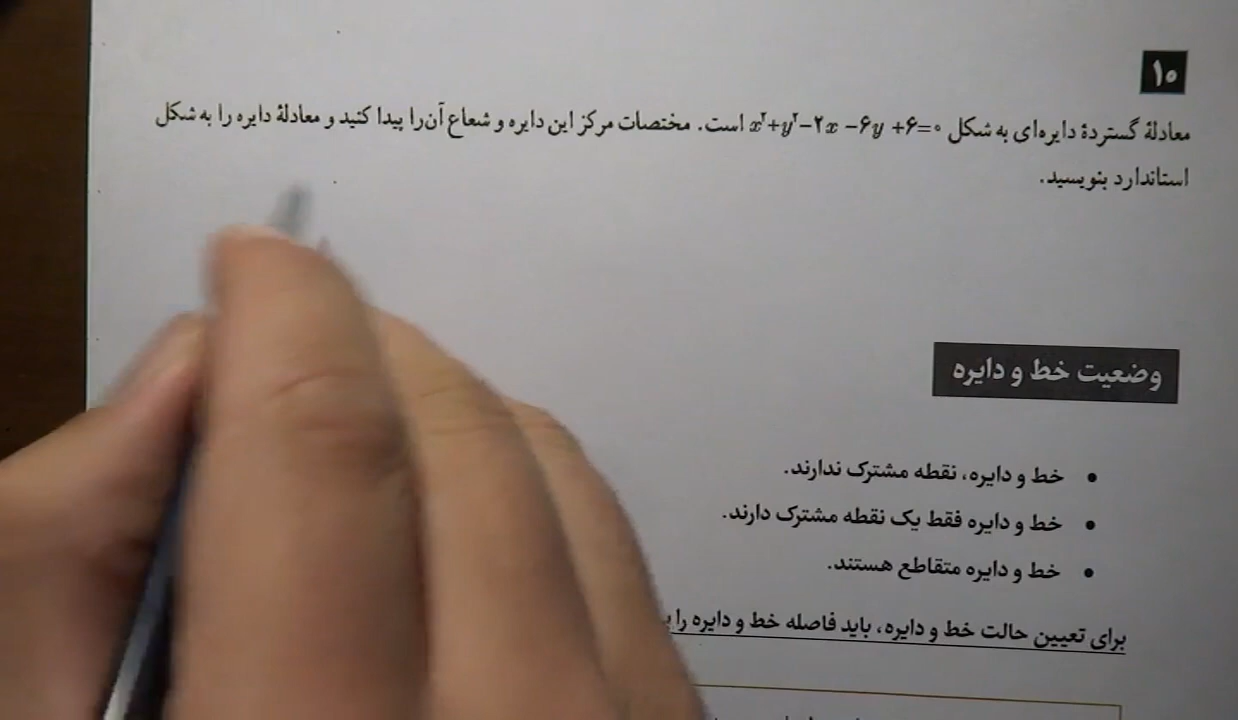 ۱۰
معادلهٔ گستردهٔ دایره‌ای به شکل x²+y²−۲x −۶y +۶=۰ است. مختصات مرکز این دایره و شعاع آن‌را پیدا کنید و معادلهٔ دایره را به شکل
استاندارد بنویسید.
وضعیت خط و دایره
• خط و دایره، نقطه مشترک ندارند.
• خط و دایره فقط یک نقطه مشترک دارند.
• خط و دایره متقاطع هستند.
برای تعیین حالت خط و دایره، باید فاصله خط و دایره را